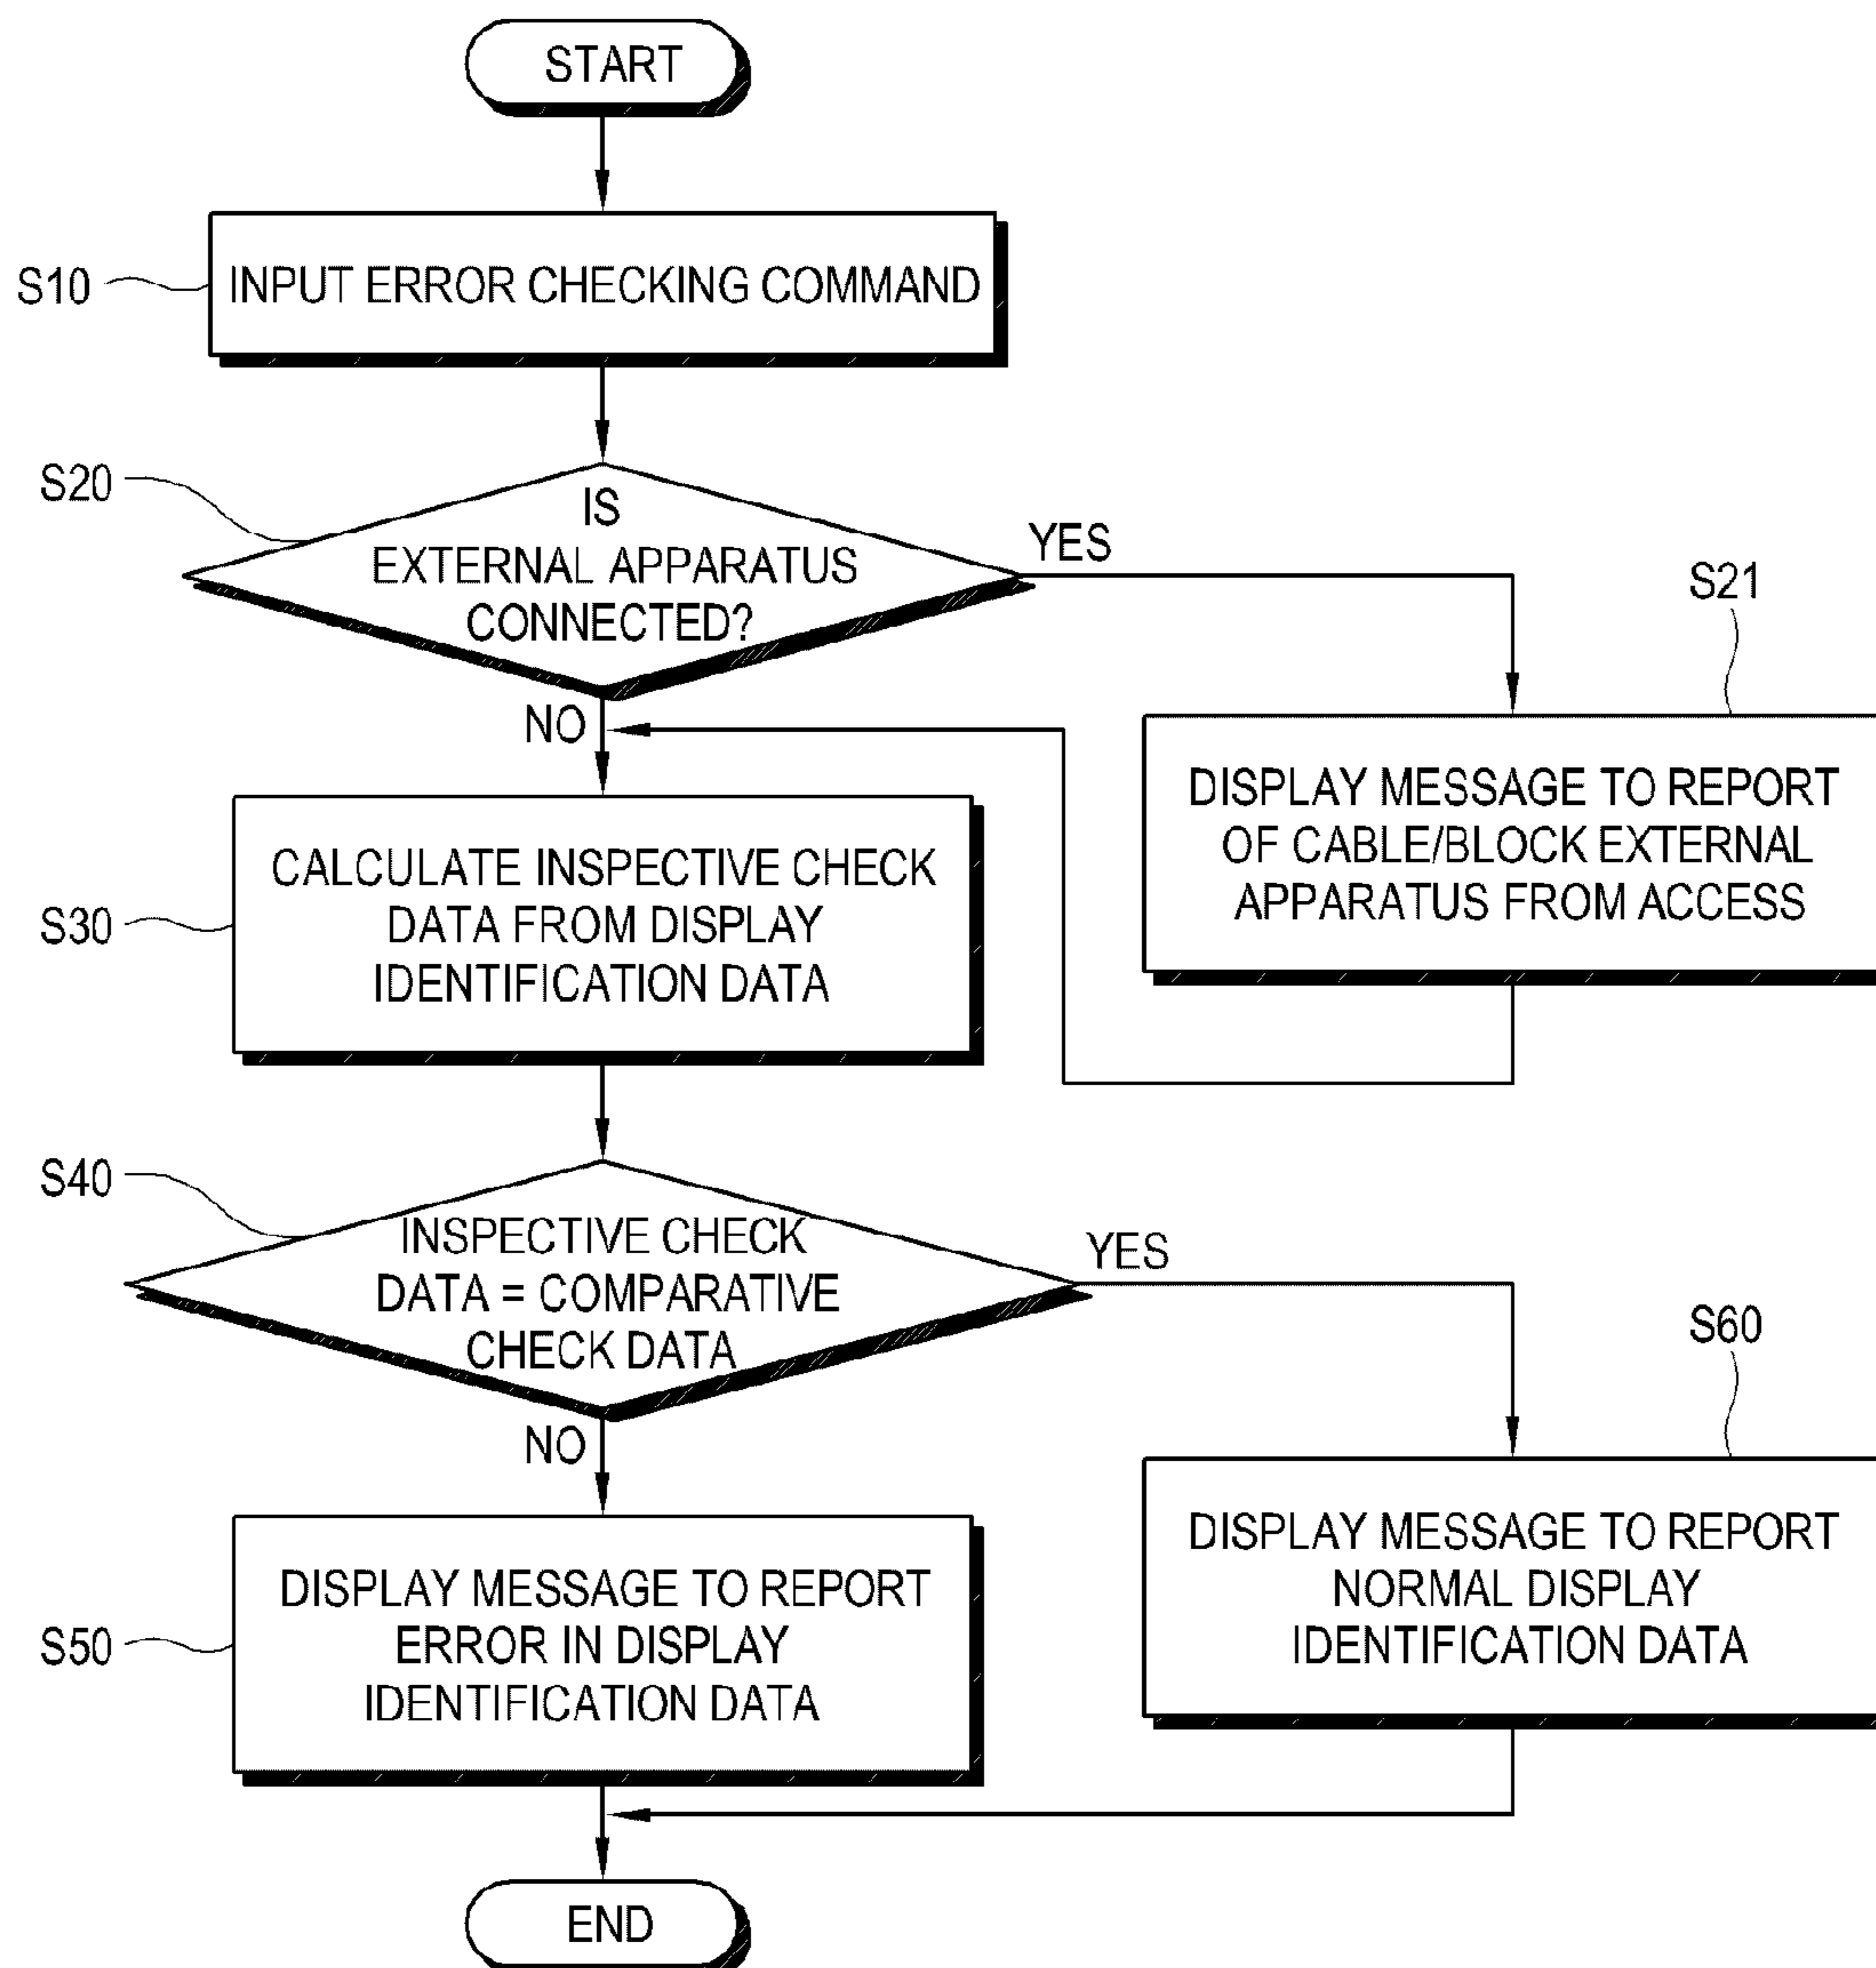 START
S10
INPUT ERROR CHECKING COMMAND
S20
IS
EXTERNAL APPARATUS
CONNECTED?
YES
NO
S21
DISPLAY MESSAGE TO REPORT
OF CABLE/BLOCK EXTERNAL
APPARATUS FROM ACCESS
S30
CALCULATE INSPECTIVE CHECK
DATA FROM DISPLAY
IDENTIFICATION DATA
S40
INSPECTIVE CHECK
DATA = COMPARATIVE
CHECK DATA
YES
NO
S60
DISPLAY MESSAGE TO REPORT
NORMAL DISPLAY
IDENTIFICATION DATA
S50
DISPLAY MESSAGE TO REPORT
ERROR IN DISPLAY
IDENTIFICATION DATA
END